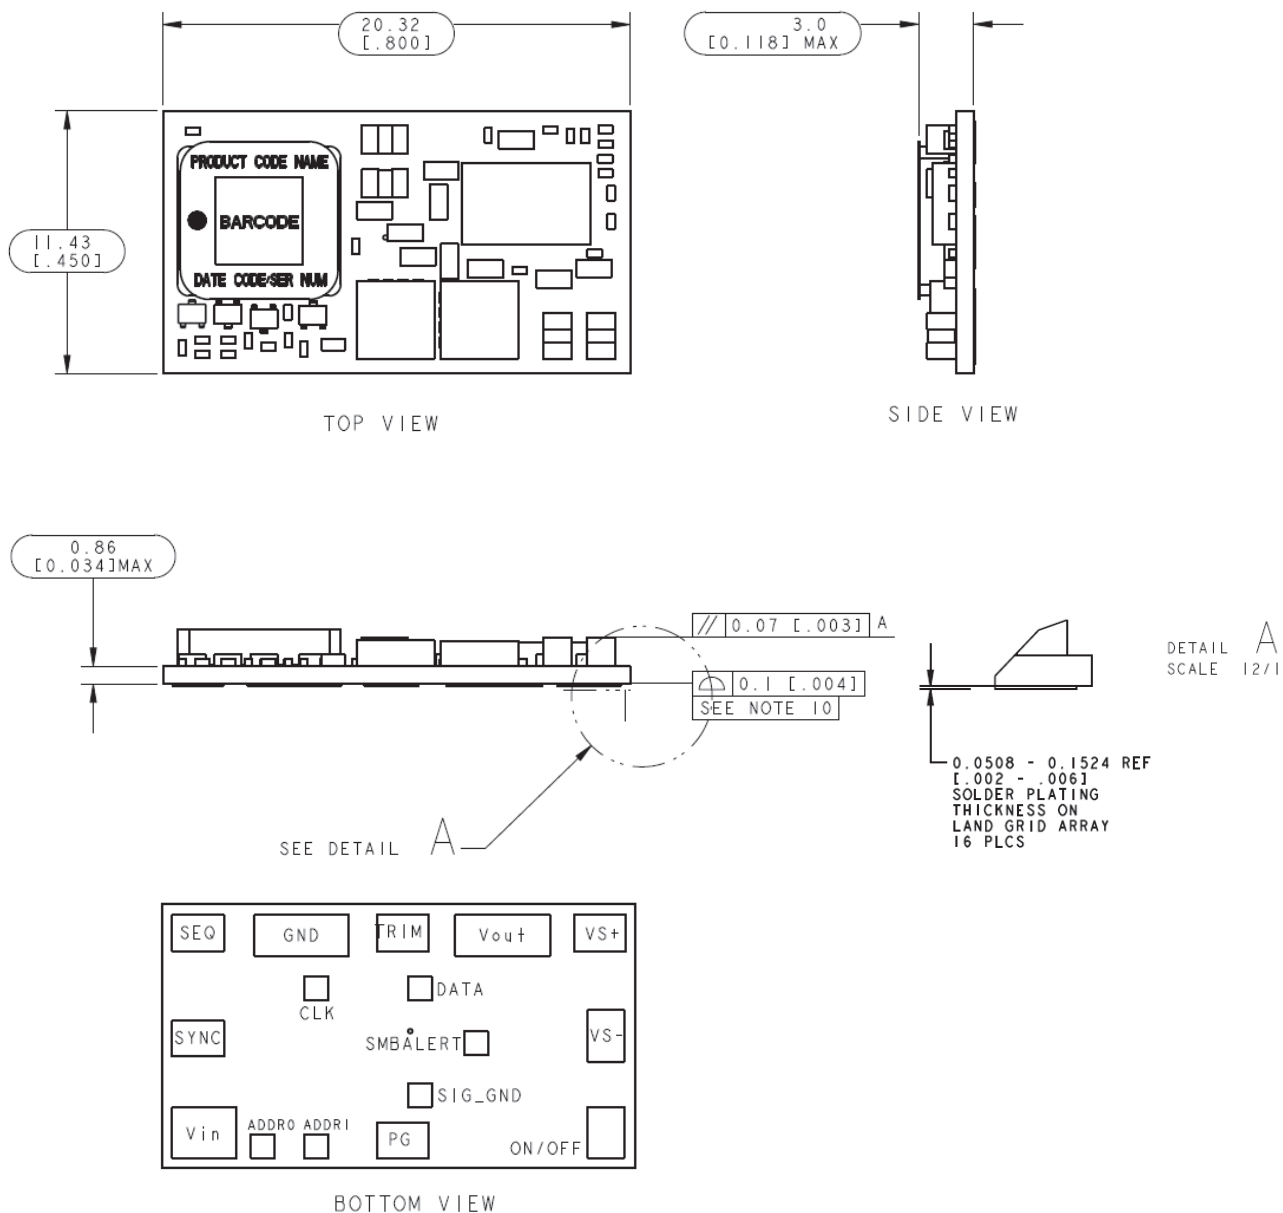 20.32
[.800]
3.0
[0.118] MAX
PRODUCT CODE NAME
BARCODE
DATE CODE/SER NUM
11.43
[.450]
TOP VIEW
SIDE VIEW
0.86
[0.034]MAX
// 0.07 [.003] A
0.1 [.004]
SEE NOTE 10
DETAIL A
SCALE 12/1
0.0508 - 0.1524 REF
[.002 - .006]
SOLDER PLATING
THICKNESS ON
LAND GRID ARRAY
16 PLCS
SEE DETAIL A
SEQ GND TRIM Vout VS+
CLK DATA
SYNC SMBALERT VS-
SIG_GND
Vin ADDR0 ADDR1 PG ON/OFF
BOTTOM VIEW